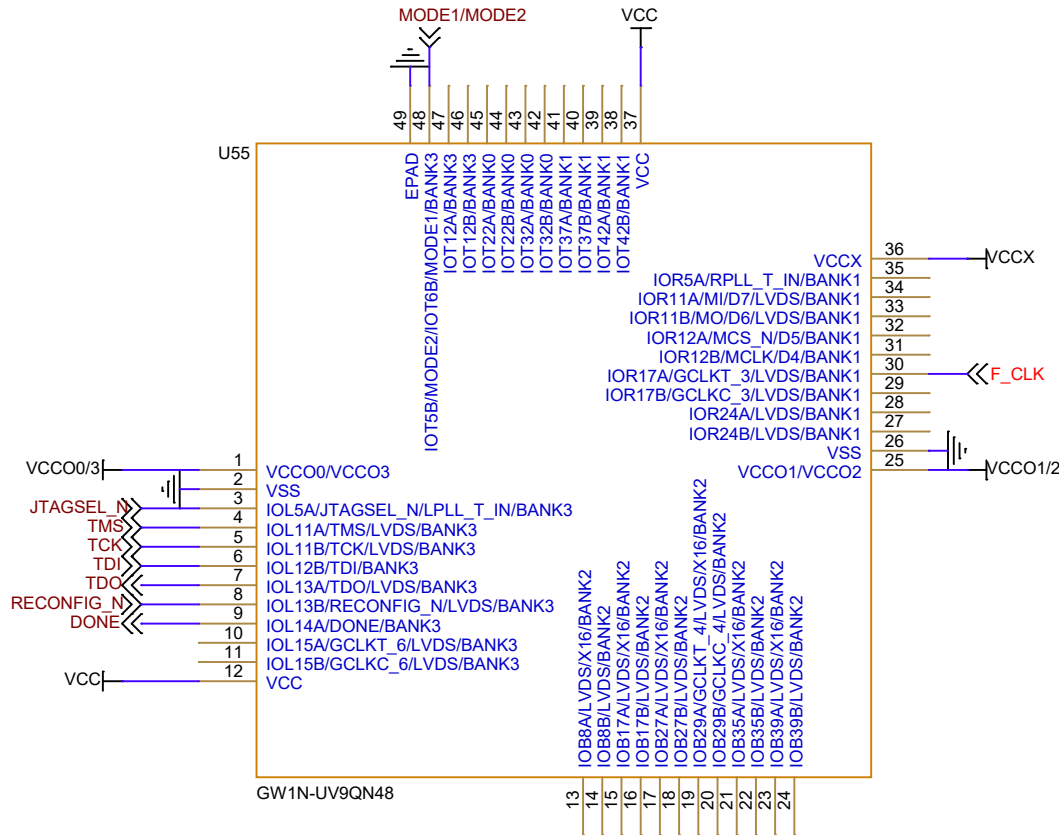 MODE1/MODE2
VCC
49
48
47
46
45
44
43
42
41
40
39
38
37
U55
EPAD
IOT5B/MODE2/IOT6B/MODE1/BANK3
IOT12A/BANK3
IOT12B/BANK3
IOT22A/BANK0
IOT22B/BANK0
IOT32A/BANK0
IOT32B/BANK0
IOT37A/BANK1
IOT37B/BANK1
IOT42A/BANK1
IOT42B/BANK1
VCC
VCCX 36 VCCX
IOR5A/RPLL_T_IN/BANK1 35
IOR11A/MI/D7/LVDS/BANK1 34
IOR11B/MO/D6/LVDS/BANK1 33
IOR12A/MCS_N/D5/BANK1 32
IOR12B/MCLK/D4/BANK1 31
IOR17A/GCLKT_3/LVDS/BANK1 30 F_CLK
IOR17B/GCLKC_3/LVDS/BANK1 29
IOR24A/LVDS/BANK1 28
IOR24B/LVDS/BANK1 27
VSS 26
VCCO1/VCCO2 25 VCCO1/2
VCCO0/3 1 VCCO0/VCCO3
2 VSS
JTAGSEL_N 3 IOL5A/JTAGSEL_N/LPLL_T_IN/BANK3
TMS 4 IOL11A/TMS/LVDS/BANK3
TCK 5 IOL11B/TCK/LVDS/BANK3
TDI 6 IOL12B/TDI/BANK3
TDO 7 IOL13A/TDO/LVDS/BANK3
RECONFIG_N 8 IOL13B/RECONFIG_N/LVDS/BANK3
DONE 9 IOL14A/DONE/BANK3
10 IOL15A/GCLKT_6/LVDS/BANK3
11 IOL15B/GCLKC_6/LVDS/BANK3
VCC 12 VCC
IOB8A/LVDS/X16/BANK2
IOB8B/LVDS/BANK2
IOB17A/LVDS/X16/BANK2
IOB17B/LVDS/BANK2
IOB27A/LVDS/X16/BANK2
IOB27B/LVDS/BANK2
IOB29A/GCLKT_4/LVDS/X16/BANK2
IOB29B/GCLKC_4/LVDS/BANK2
IOB35A/LVDS/X16/BANK2
IOB35B/LVDS/BANK2
IOB39A/LVDS/X16/BANK2
IOB39B/LVDS/BANK2
GW1N-UV9QN48
13
14
15
16
17
18
19
20
21
22
23
24